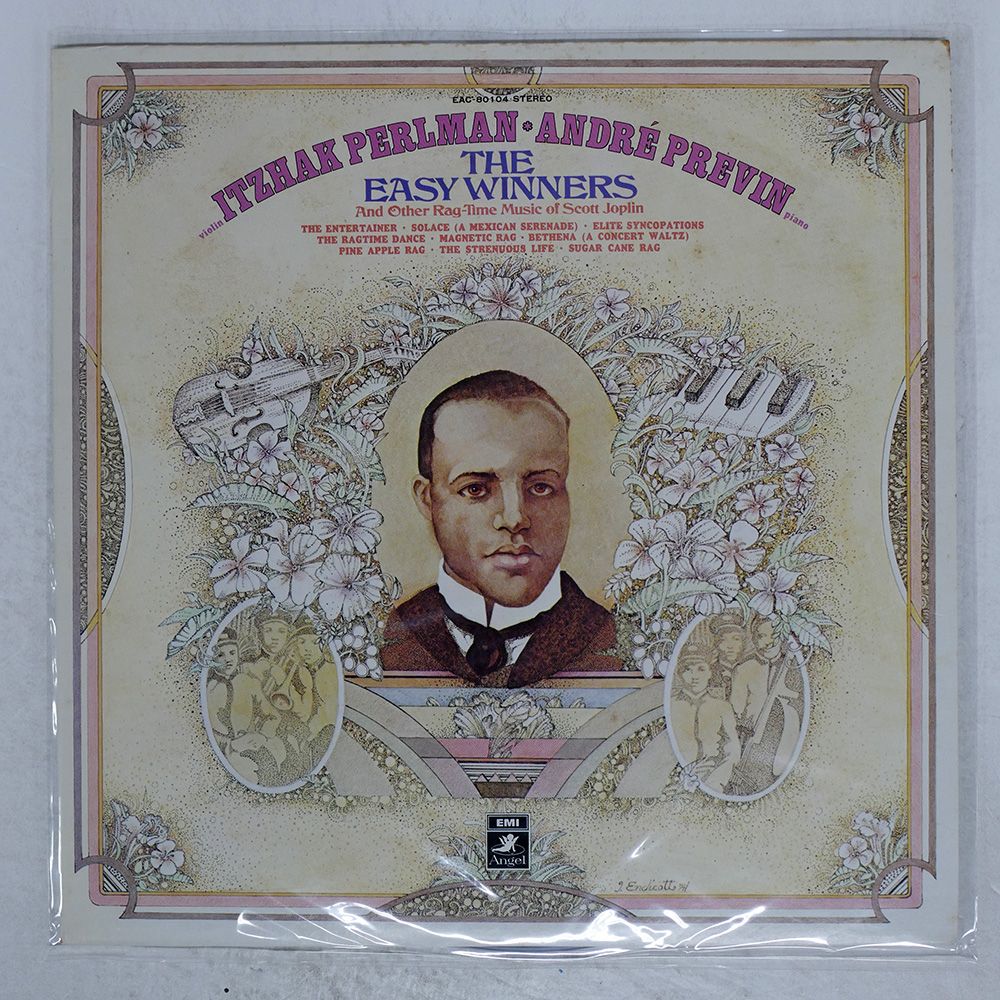 EAC-80104 STEREO
ITZHAK PERLMAN * ANDRÉ PREVIN
violin
piano
THE
EASY WINNERS
And Other Rag-Time Music of Scott Joplin
THE ENTERTAINER · SOLACE (A MEXICAN SERENADE) · ELITE SYNCOPATIONS
THE RAGTIME DANCE · MAGNETIC RAG · BETHENA (A CONCERT WALTZ)
PINE APPLE RAG · THE STRENUOUS LIFE · SUGAR CANE RAG
EMI
Angel
J. Endicott